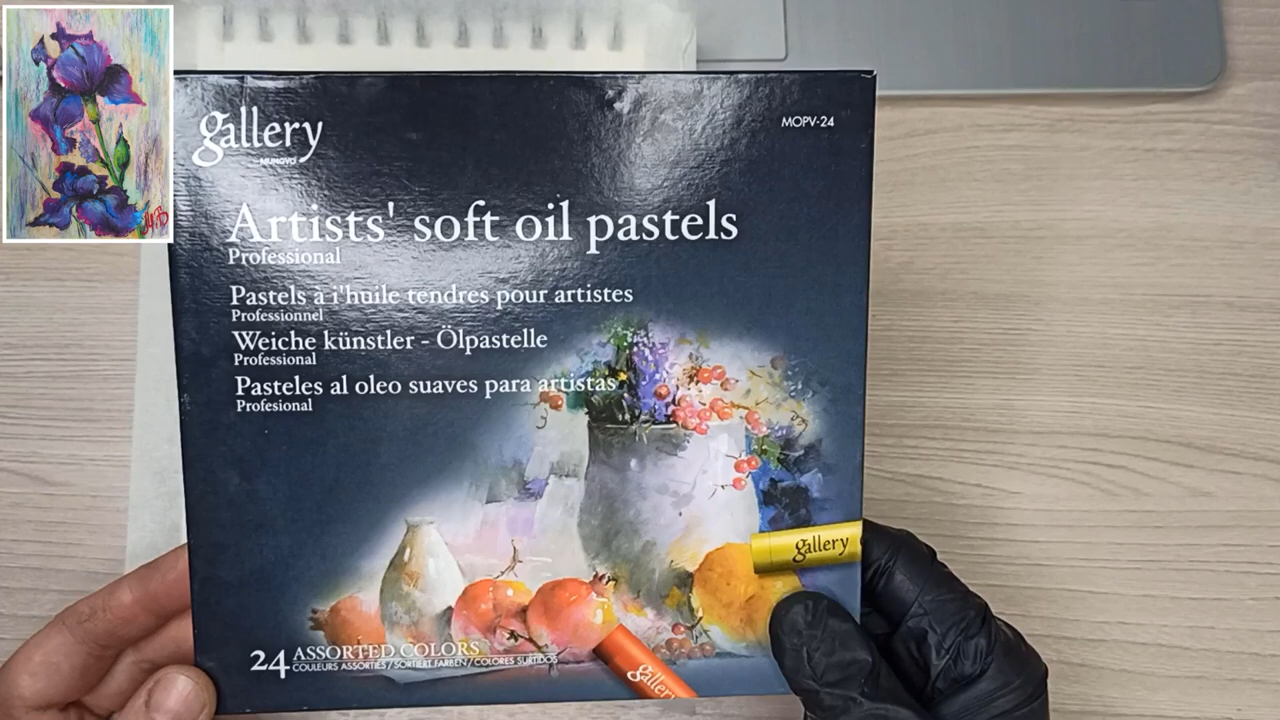 gallery
MUNGYO
MOPV-24
Artists' soft oil pastels
Professional
Pastels à i'huile tendres pour artistes
Professionnel
Weiche künstler - Ölpastelle
Professional
Pasteles al oleo suaves para artistas
Profesional
gallery
24 ASSORTED COLORS
COULEURS ASSORTIES / SORTIERT FARBEN / COLORES SURTIDOS
gallery